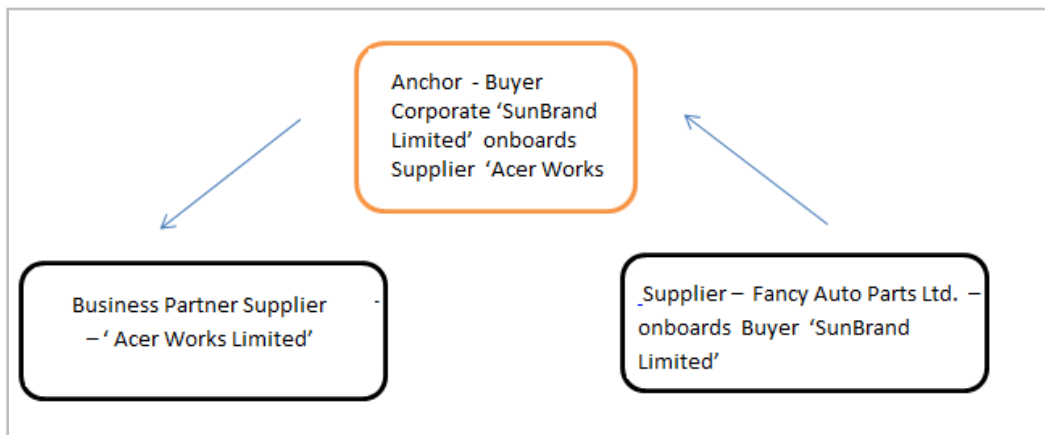 Anchor - Buyer
Corporate ‘SunBrand
Limited’ onboards
Supplier ‘Acer Works
Business Partner Supplier -
– ‘ Acer Works Limited’
Supplier – Fancy Auto Parts Ltd. –
onboards Buyer ‘SunBrand
Limited’